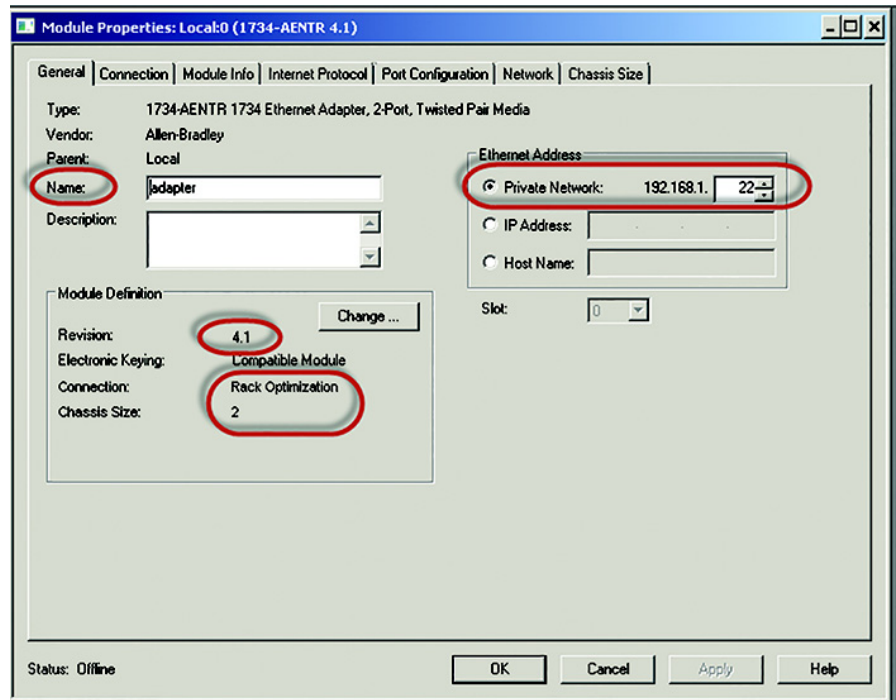 Module Properties: Local:0 (1734-AENTR 4.1)
General Connection Module Info Internet Protocol Port Configuration Network Chassis Size
Type: 1734-AENTR 1734 Ethernet Adapter, 2-Port, Twisted Pair Media
Vendor: Allen-Bradley
Parent: Local
Name: adapter
Description:
Ethernet Address
Private Network: 192.168.1. 22
IP Address: . . .
Host Name:
Slot: 0
Module Definition
Change ...
Revision: 4.1
Electronic Keying: Compatible Module
Connection: Rack Optimization
Chassis Size: 2
Status: Offline
OK Cancel Apply Help